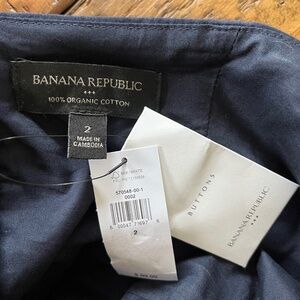 BANANA REPUBLIC
100% ORGANIC COTTON
2
MADE IN
CAMBODIA
570548-00-1
0002
2
BUTTONS
BANANA REPUBLIC